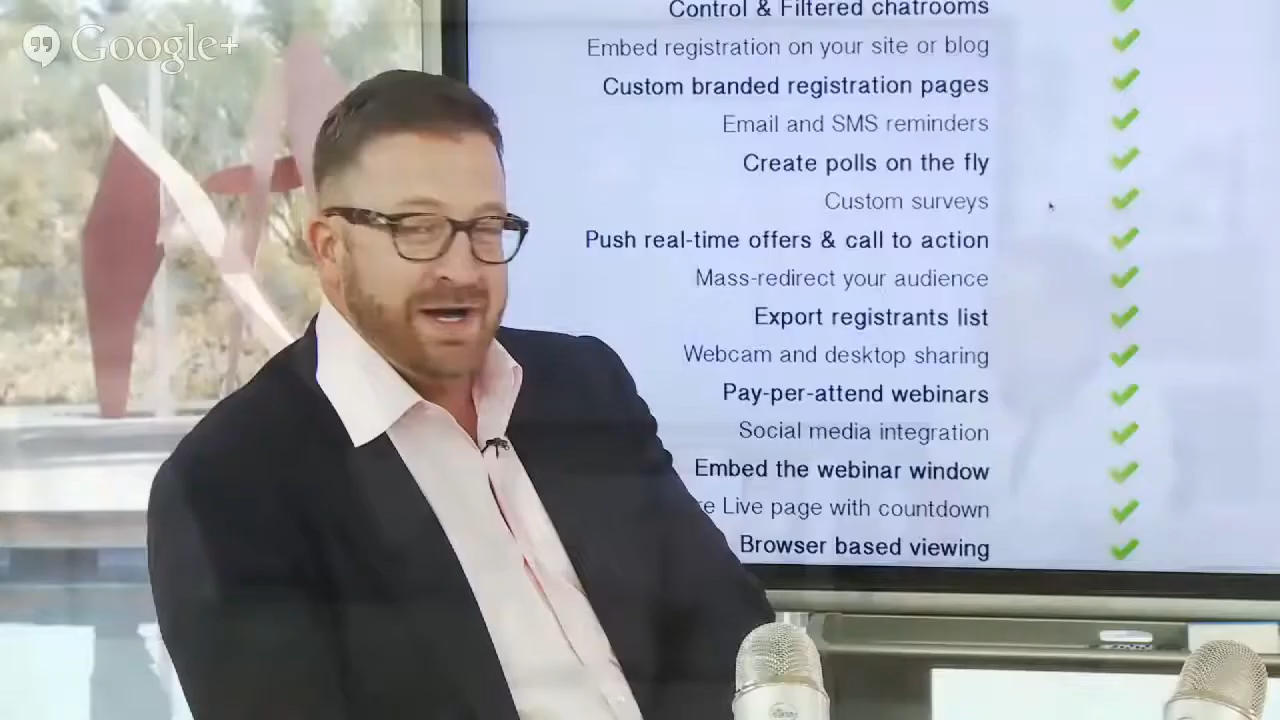 Google+
Control & Filtered chatrooms
Embed registration on your site or blog
Custom branded registration pages
Email and SMS reminders
Create polls on the fly
Custom surveys
Push real-time offers & call to action
Mass-redirect your audience
Export registrants list
Webcam and desktop sharing
Pay-per-attend webinars
Social media integration
Embed the webinar window
Live page with countdown
Browser based viewing